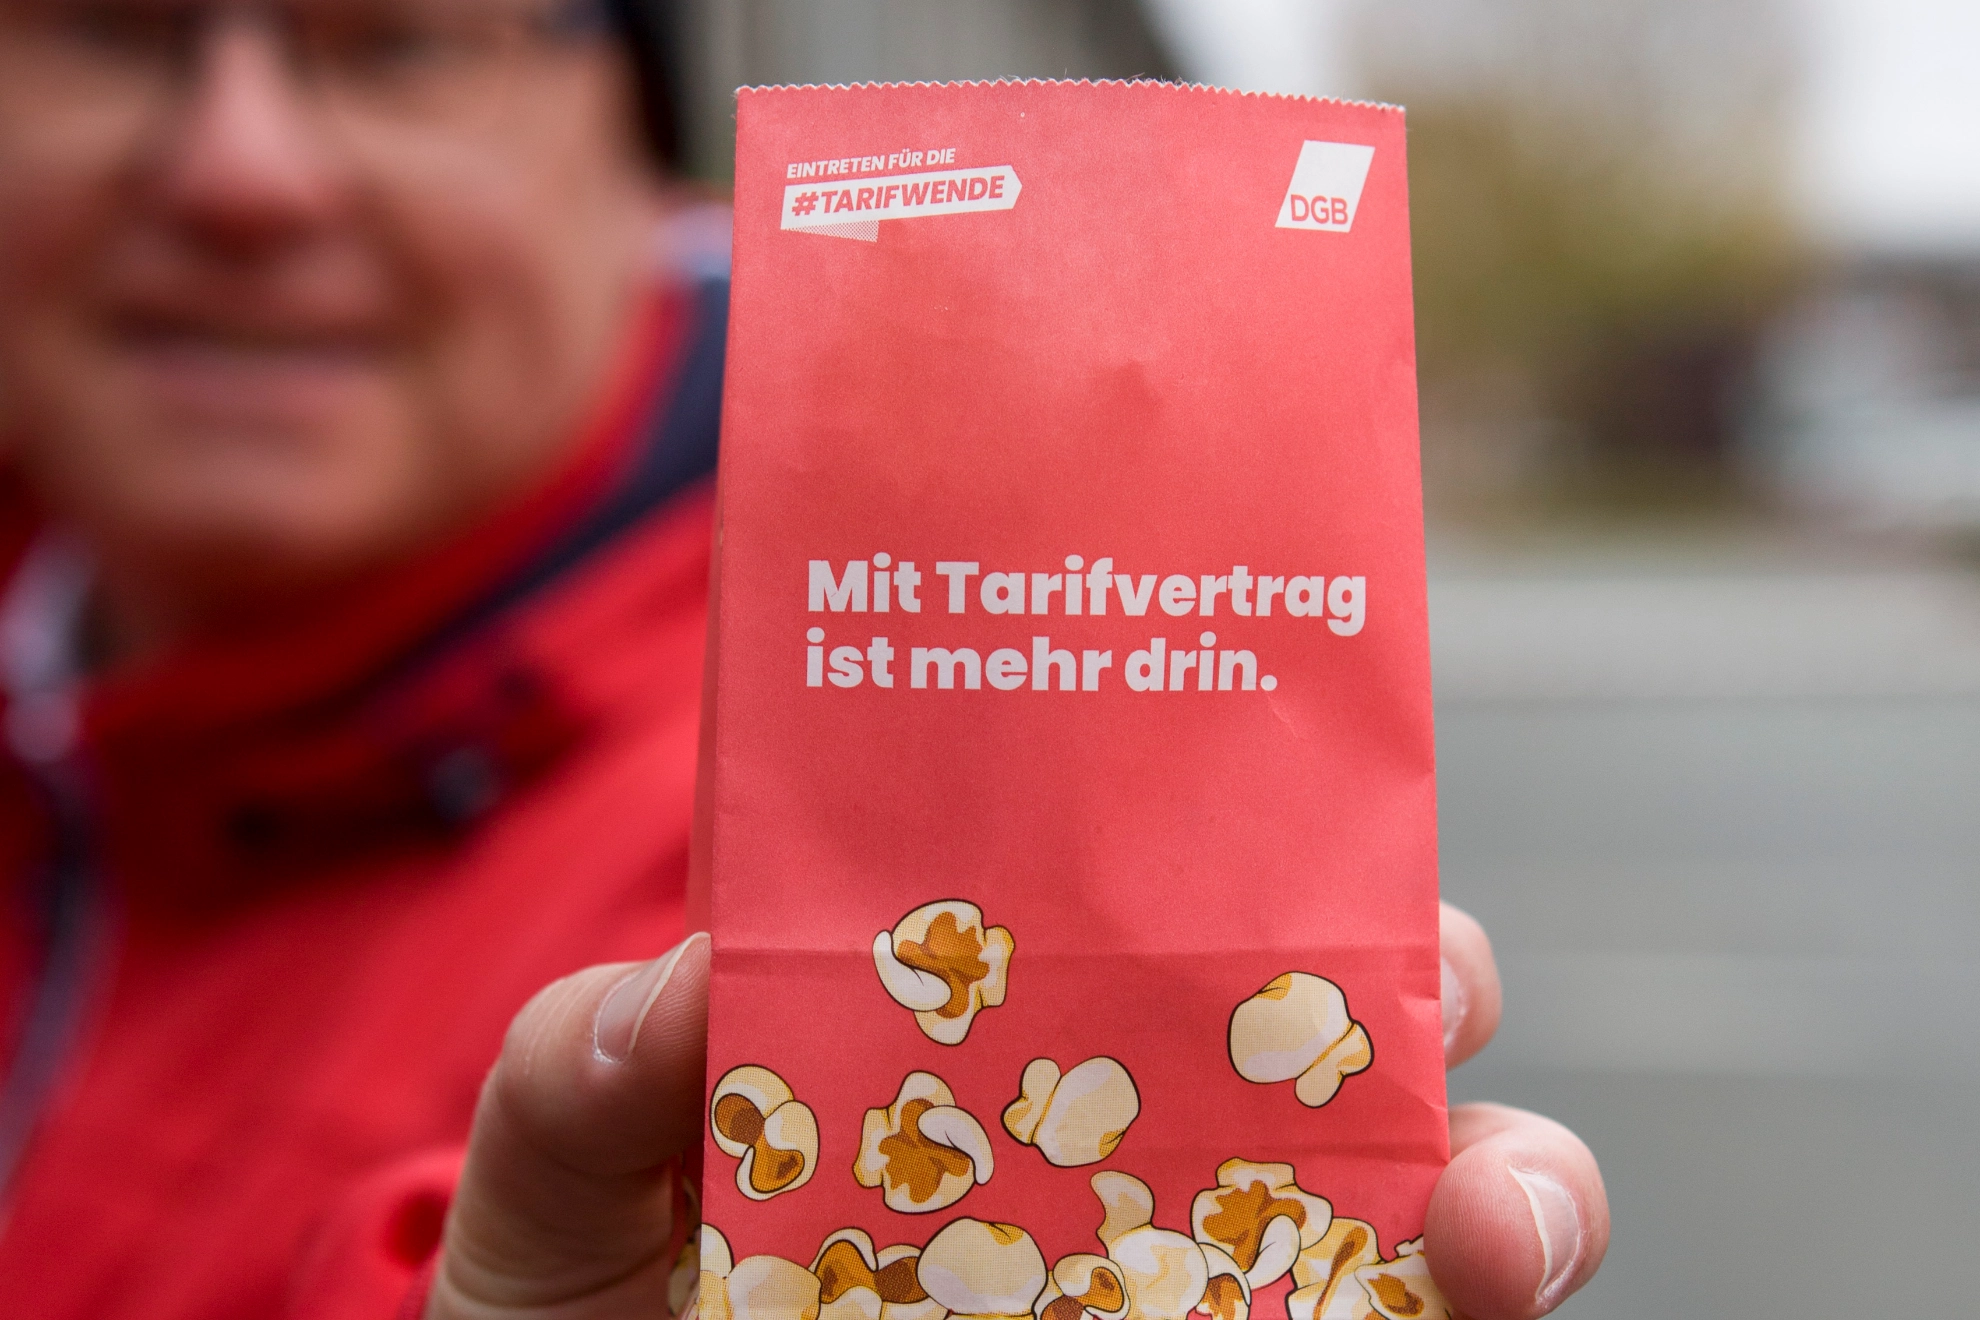 EINTRETEN FÜR DIE
#TARIFWENDE
DGB
Mit Tarifvertrag
ist mehr drin.